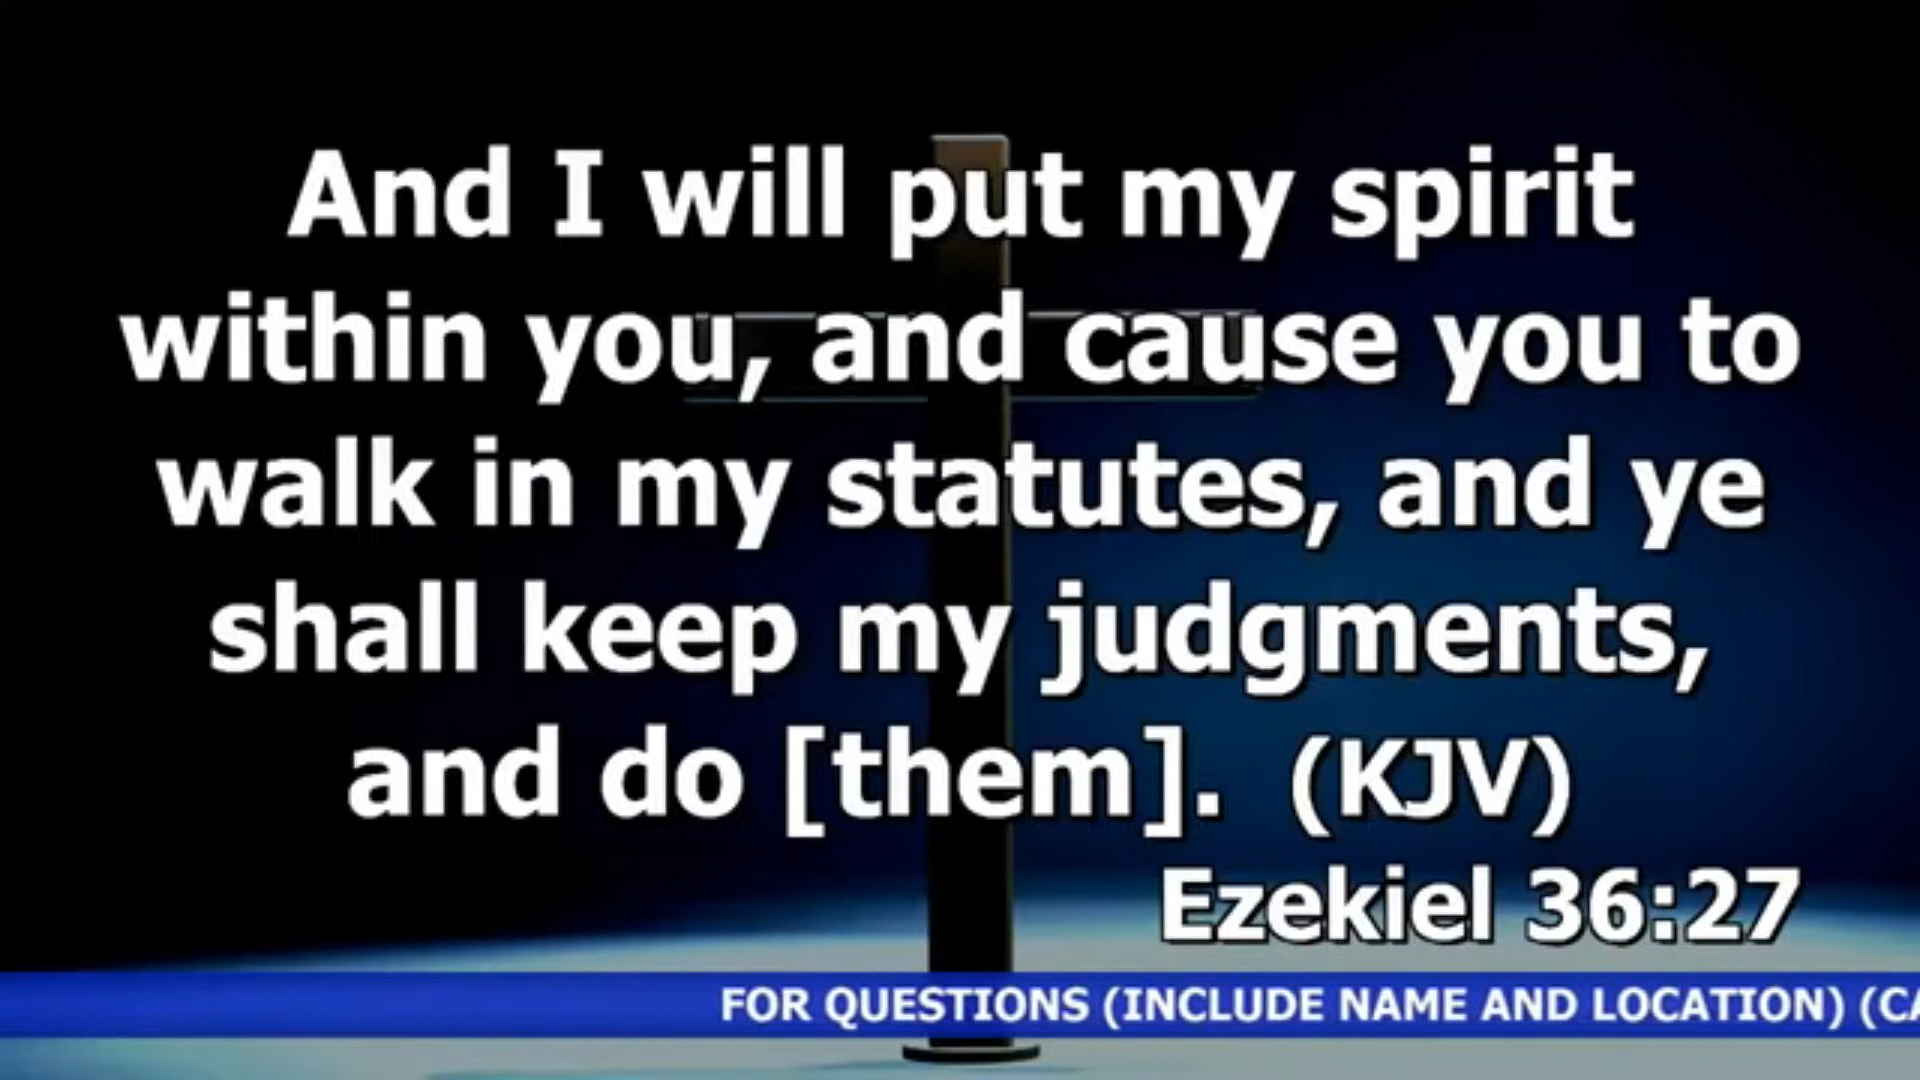 And I will put my spirit
within you, and cause you to
walk in my statutes, and ye
shall keep my judgments,
and do [them]. (KJV)
Ezekiel 36:27
FOR QUESTIONS (INCLUDE NAME AND LOCATION) (CA